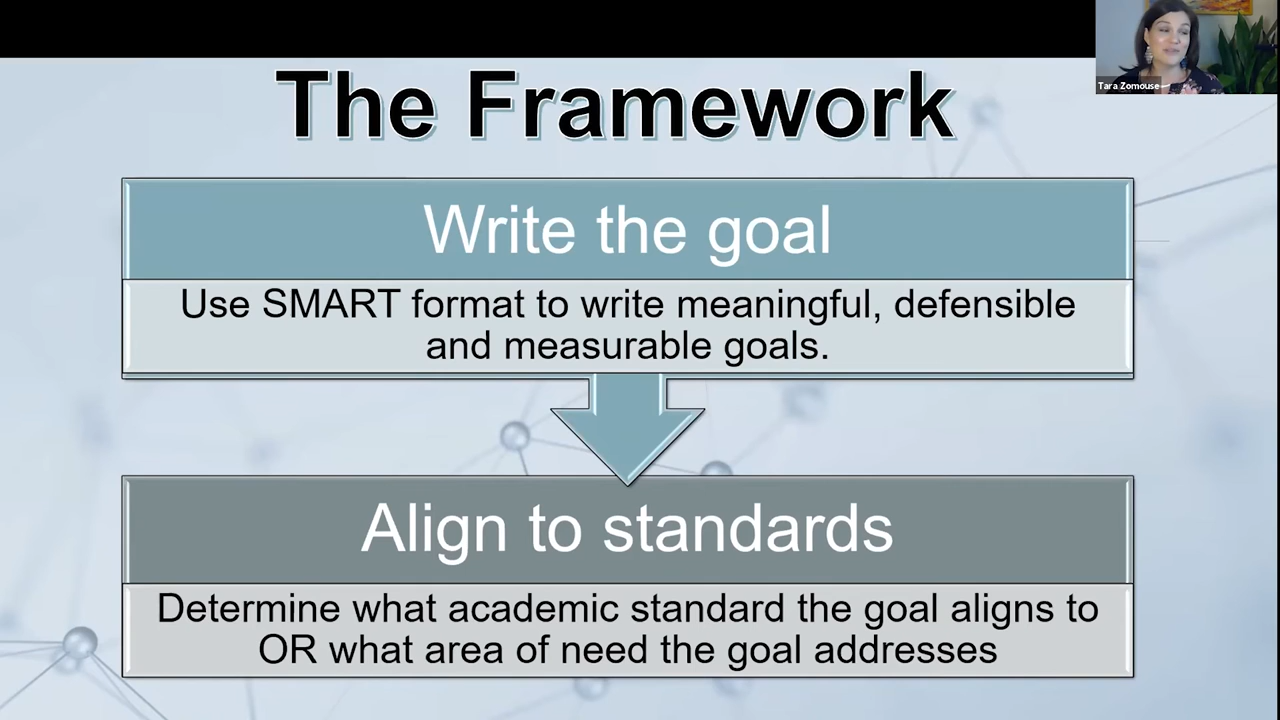 Tara Zomouse
The Framework
Write the goal
Use SMART format to write meaningful, defensible
and measurable goals.
Align to standards
Determine what academic standard the goal aligns to
OR what area of need the goal addresses